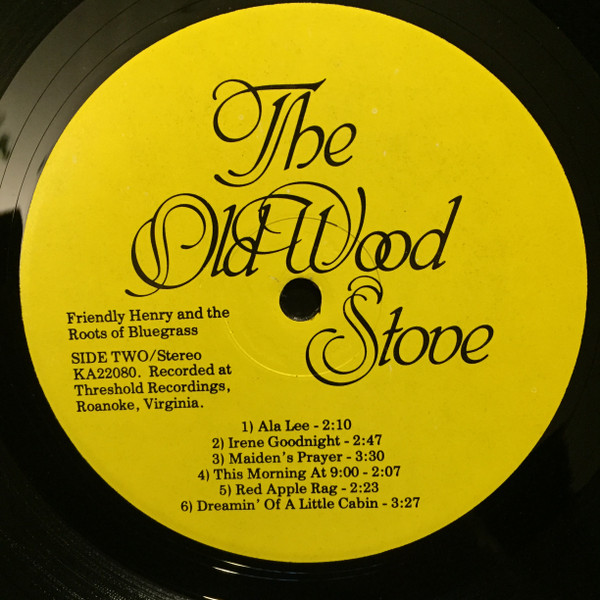 The
Old Wood
Stove
Friendly Henry and the
Roots of Bluegrass
SIDE TWO/Stereo
KA22080. Recorded at
Threshold Recordings,
Roanoke, Virginia.
1) Ala Lee - 2:10
2) Irene Goodnight - 2:47
3) Maiden's Prayer - 3:30
4) This Morning At 9:00 - 2:07
5) Red Apple Rag - 2:23
6) Dreamin' Of A Little Cabin - 3:27